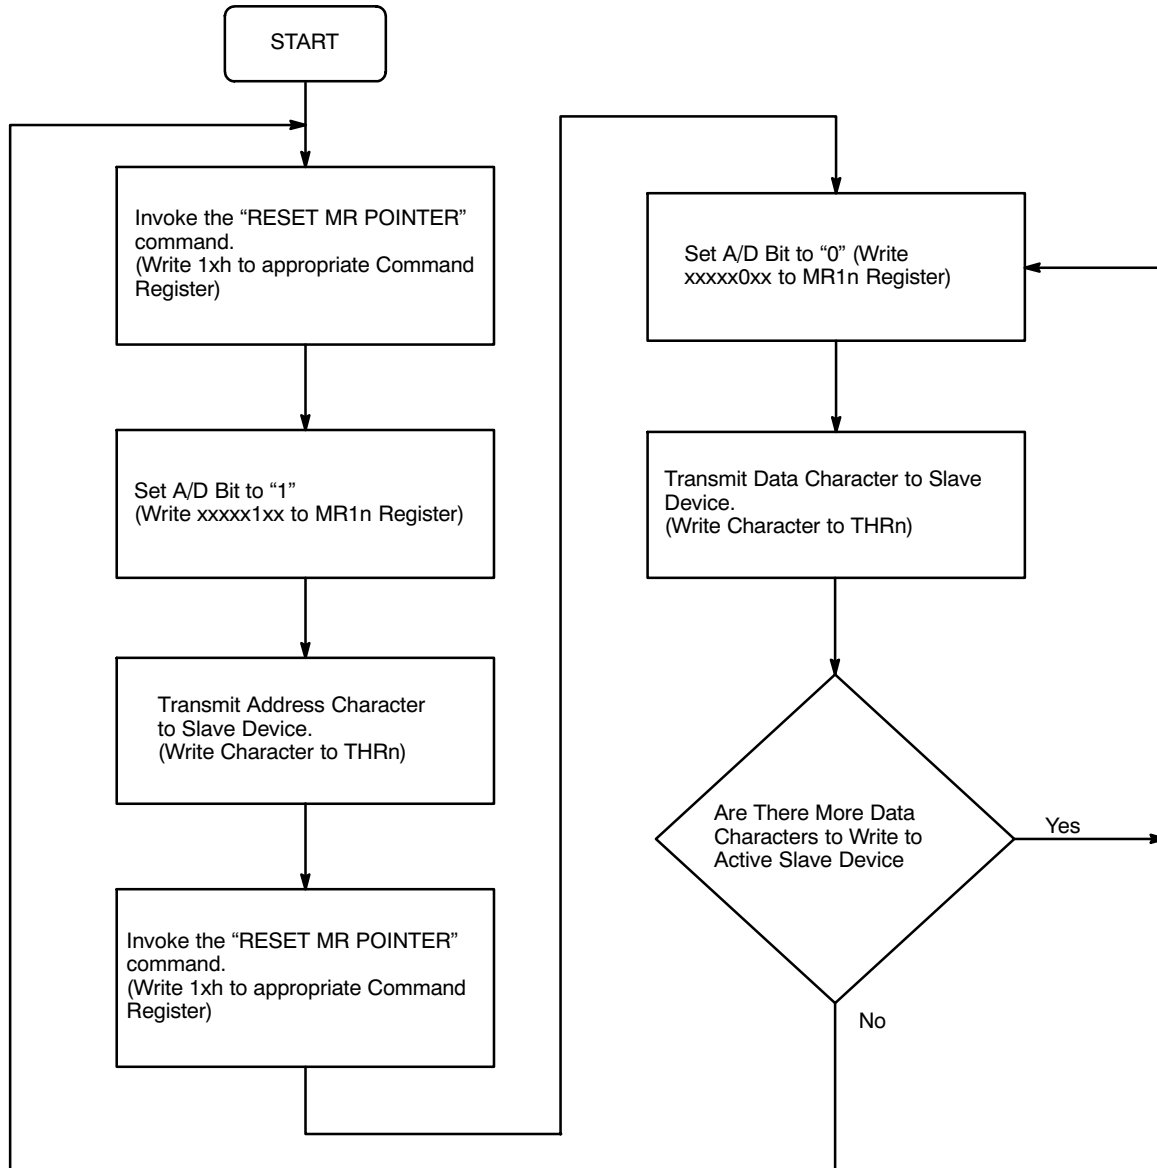 START
Invoke the “RESET MR POINTER”
command.
(Write 1xh to appropriate Command
Register)
Set A/D Bit to “1”
(Write xxxxx1xx to MR1n Register)
Transmit Address Character
to Slave Device.
(Write Character to THRn)
Invoke the “RESET MR POINTER”
command.
(Write 1xh to appropriate Command
Register)
Set A/D Bit to “0” (Write
xxxxx0xx to MR1n Register)
Transmit Data Character to Slave
Device.
(Write Character to THRn)
Are There More Data
Characters to Write to
Active Slave Device
Yes
No